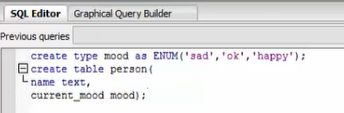 SQL Editor Graphical Query Builder
Previous queries
create type mood as ENUM('sad','ok','happy');
create table person(
name text,
current_mood mood);